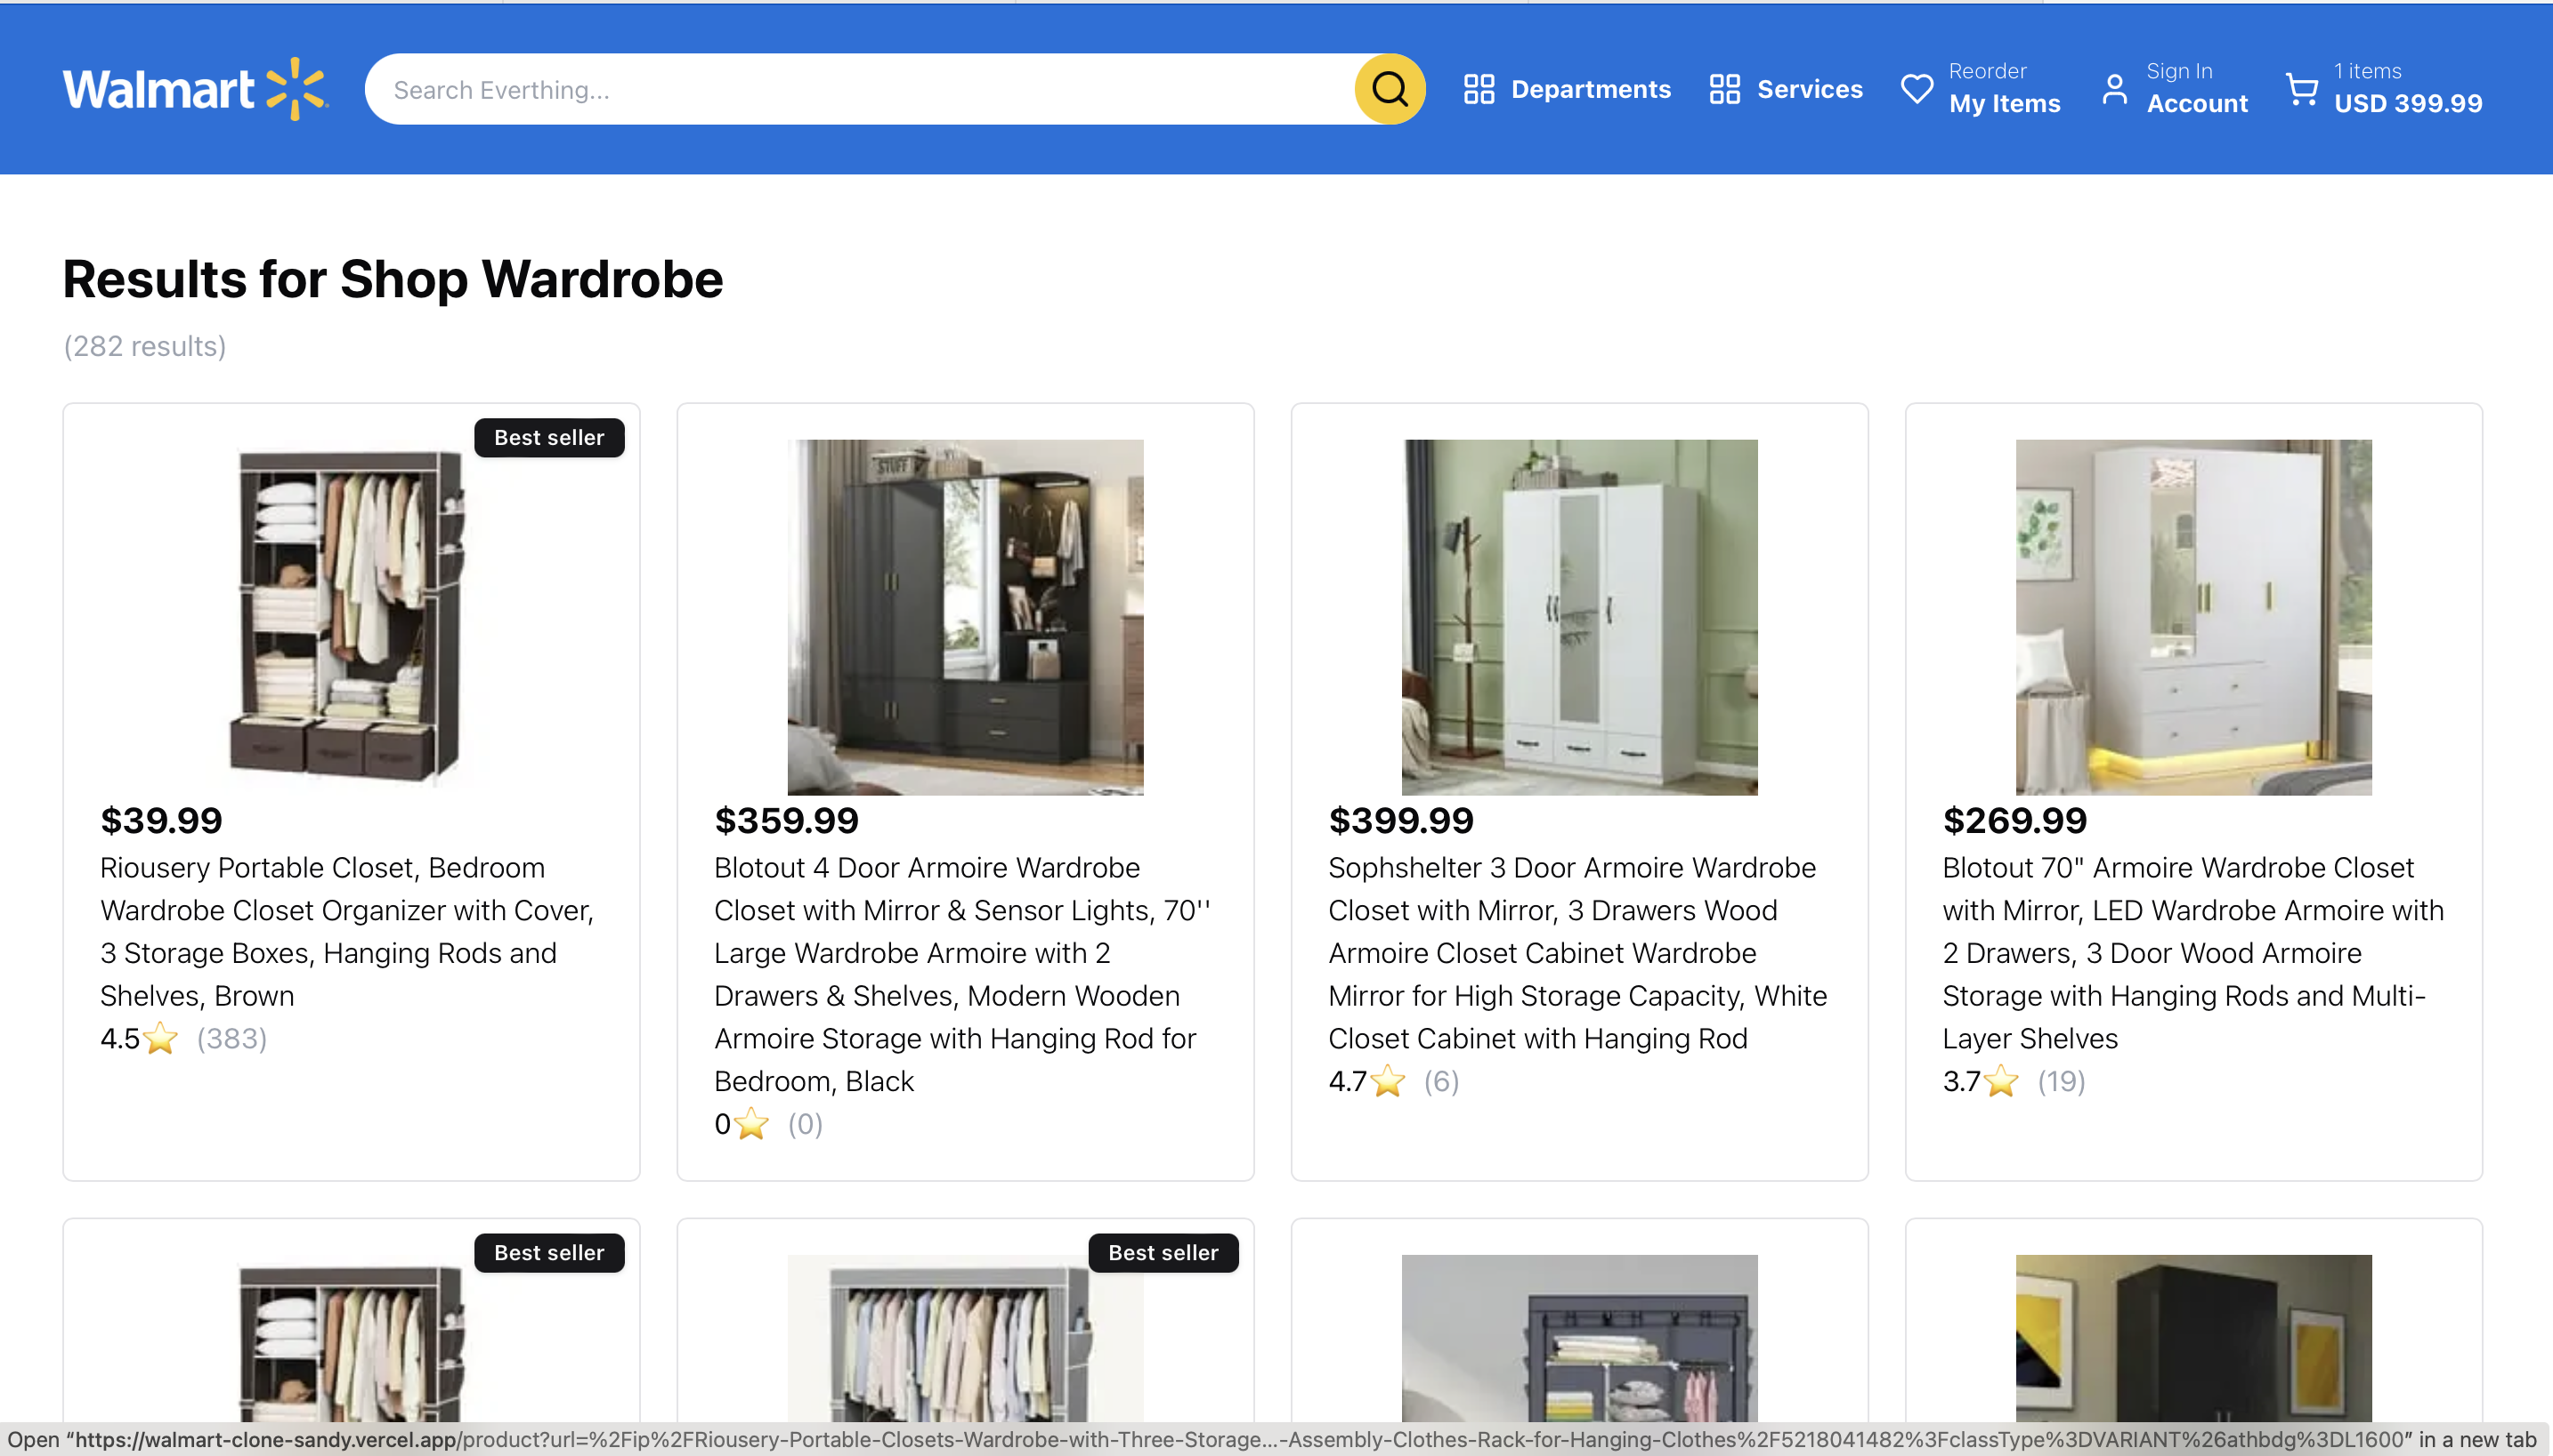 Walmart
Search Everthing...
Departments
Services
Reorder
My Items
Sign In
Account
1 items
USD 399.99
Results for Shop Wardrobe
(282 results)
Best seller
$39.99
Riousery Portable Closet, Bedroom
Wardrobe Closet Organizer with Cover,
3 Storage Boxes, Hanging Rods and
Shelves, Brown
4.5⭐ (383)
STUFF
$359.99
Blotout 4 Door Armoire Wardrobe
Closet with Mirror & Sensor Lights, 70''
Large Wardrobe Armoire with 2
Drawers & Shelves, Modern Wooden
Armoire Storage with Hanging Rod for
Bedroom, Black
0⭐ (0)
$399.99
Sophshelter 3 Door Armoire Wardrobe
Closet with Mirror, 3 Drawers Wood
Armoire Closet Cabinet Wardrobe
Mirror for High Storage Capacity, White
Closet Cabinet with Hanging Rod
4.7⭐ (6)
$269.99
Blotout 70" Armoire Wardrobe Closet
with Mirror, LED Wardrobe Armoire with
2 Drawers, 3 Door Wood Armoire
Storage with Hanging Rods and Multi-
Layer Shelves
3.7⭐ (19)
Best seller
Best seller
Open “https://walmart-clone-sandy.vercel.app/product?url=%2Fip%2FRiousery-Portable-Closets-Wardrobe-with-Three-Storage...-Assembly-Clothes-Rack-for-Hanging-Clothes%2F5218041482%3FclassType%3DVARIANT%26athbdg%3DL1600” in a new tab